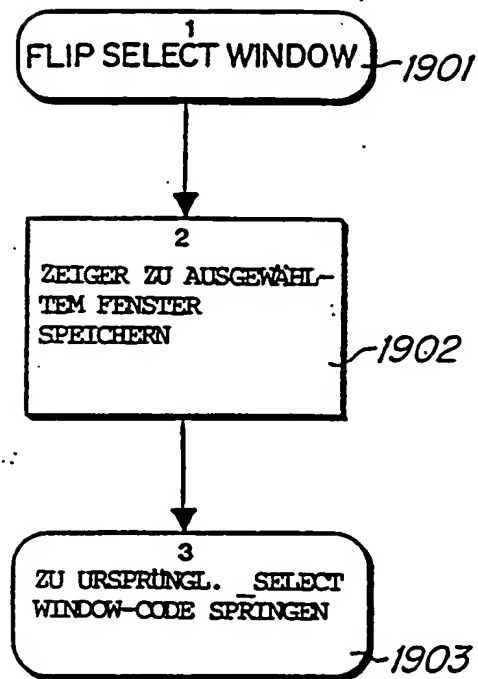 1
FLIP SELECT WINDOW
1901
2
ZEIGER ZU AUSGEWÄHL-
TEM FENSTER
SPEICHERN
1902
3
ZU URSPRÜNGL. _SELECT
WINDOW-CODE SPRINGEN
1903